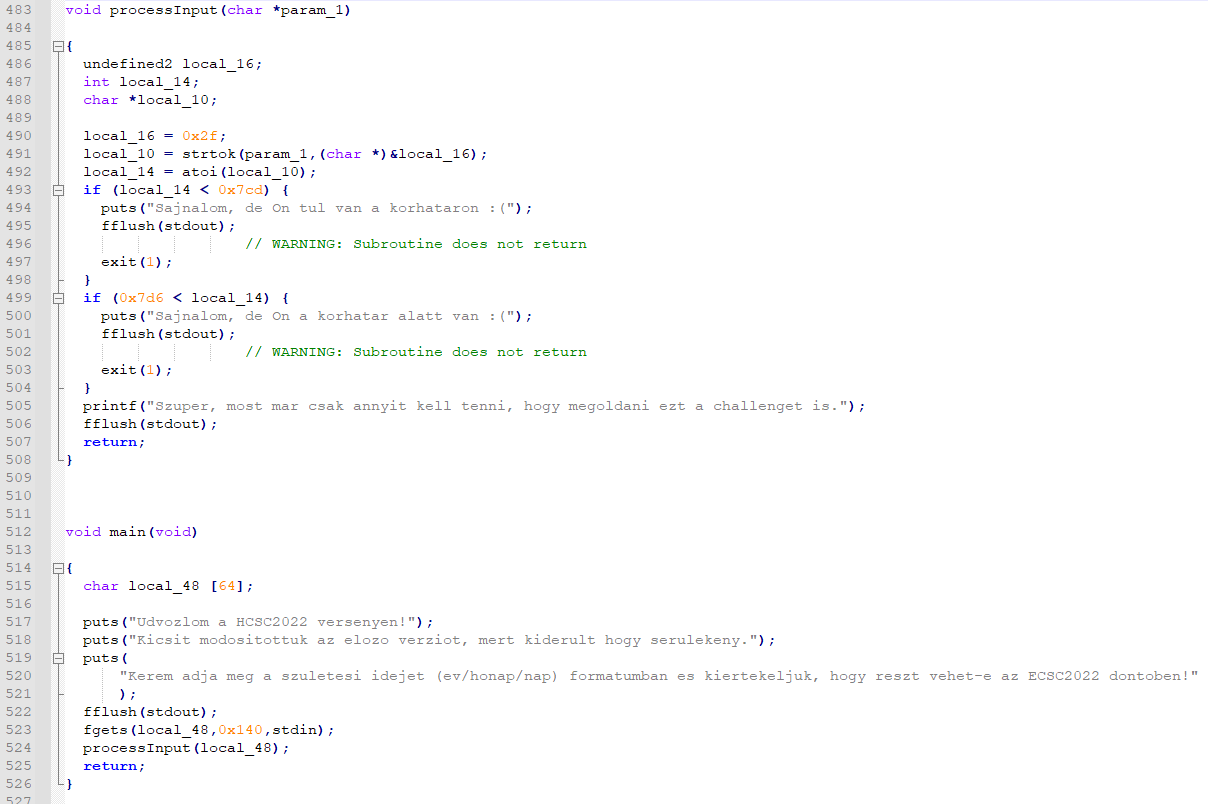 483 void processInput(char *param_1)
484
485 {
486 undefined2 local_16;
487 int local_14;
488 char *local_10;
489
490 local_16 = 0x2f;
491 local_10 = strtok(param_1,(char *)&local_16);
492 local_14 = atoi(local_10);
493 if (local_14 < 0x7cd) {
494 puts("Sajnalom, de On tul van a korhataron :(");
495 fflush(stdout);
496 // WARNING: Subroutine does not return
497 exit(1);
498 }
499 if (0x7d6 < local_14) {
500 puts("Sajnalom, de On a korhatar alatt van :(");
501 fflush(stdout);
502 // WARNING: Subroutine does not return
503 exit(1);
504 }
505 printf("Szuper, most mar csak annyit kell tenni, hogy megoldani ezt a challenget is.");
506 fflush(stdout);
507 return;
508 }
509
510
511
512 void main(void)
513
514 {
515 char local_48 [64];
516
517 puts("Udvozlom a HCSC2022 versenyen!");
518 puts("Kicsit modositottuk az elozo verziot, mert kiderult hogy serulekeny.");
519 puts(
520 "Kerem adja meg a szuletesi idejet (ev/honap/nap) formatumban es kiertekeljuk, hogy reszt vehet-e az ECSC2022 dontoben!"
521 );
522 fflush(stdout);
523 fgets(local_48,0x140,stdin);
524 processInput(local_48);
525 return;
526 }
527